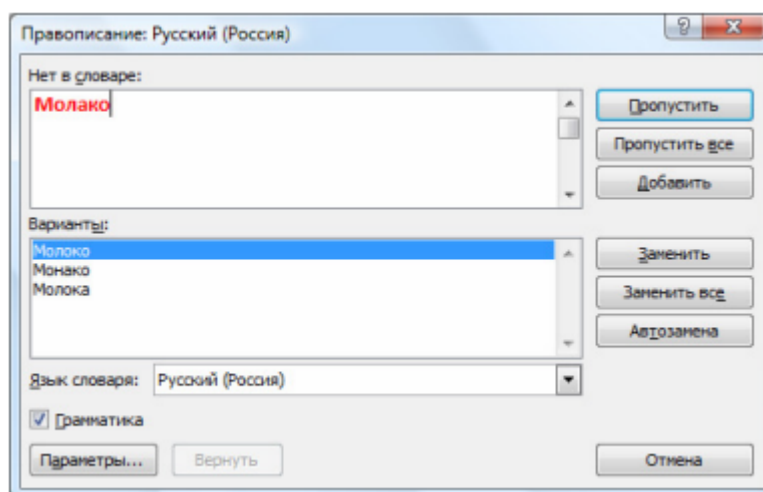 Правописание: Русский (Россия)
Нет в словаре:
Молако
Пропустить
Пропустить все
Добавить
Варианты:
Молоко
Монако
Молока
Заменить
Заменить все
Автозамена
Язык словаря: Русский (Россия)
Грамматика
Параметры... Вернуть Отмена